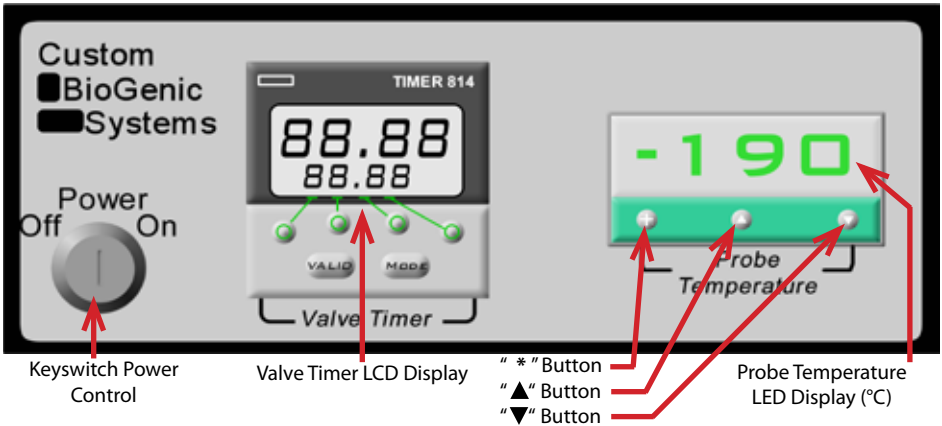 Custom
BioGenic
Systems
Power
Off On
TIMER 814
88.88
88.88
VALID MODE
Valve Timer
-190
Probe
Temperature
Keyswitch Power
Control
Valve Timer LCD Display
“ * ” Button
“▲“ Button
“▼” Button
Probe Temperature
LED Display (°C)